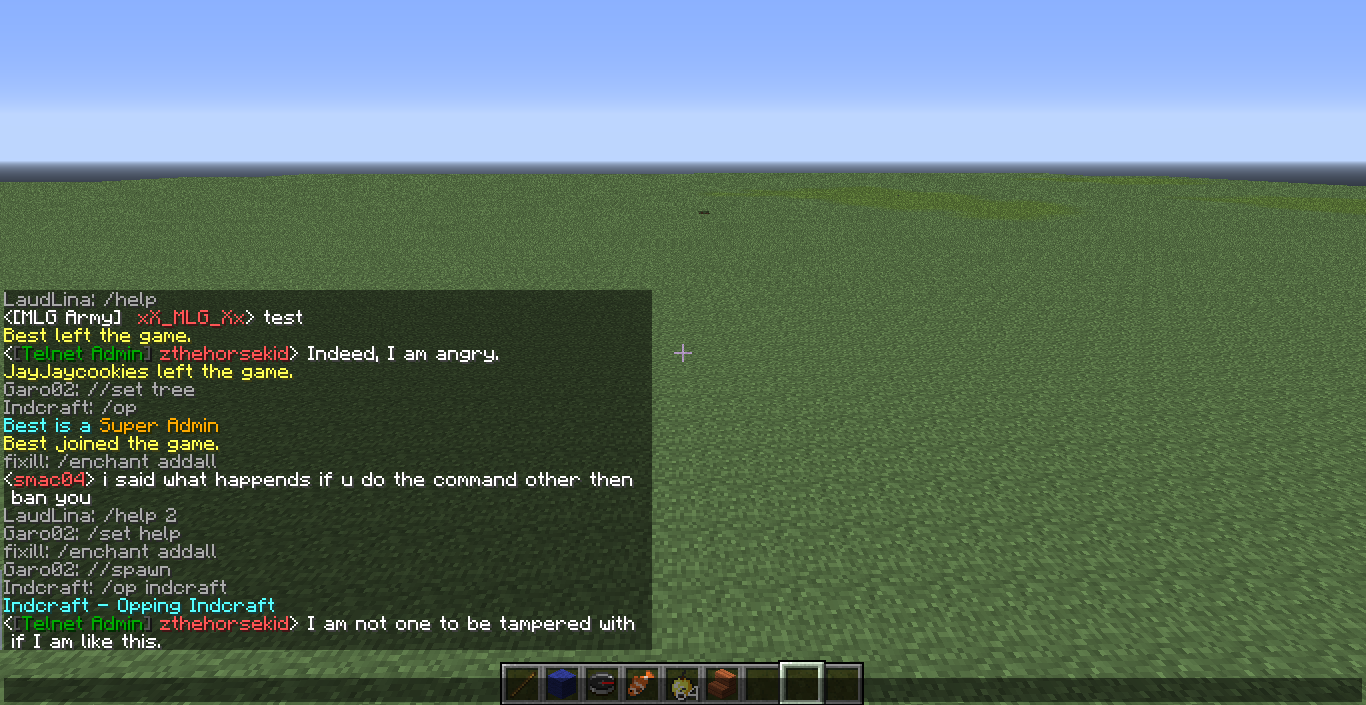 LaudLina: /help
<[MLG Army] xX_MLG_Xx> test
Best left the game.
<[Telnet Admin] zthehorsekid> Indeed, I am angry.
JayJaycookies left the game.
Garo02: //set tree
Indcraft: /op
Best is a Super Admin
Best joined the game.
fixill: /enchant addall
<smac04> i said what happends if u do the command other then
ban you
LaudLina: /help 2
Garo02: /set help
fixill: /enchant addall
Garo02: //spawn
Indcraft: /op indcraft
Indcraft - Opping Indcraft
<[Telnet Admin] zthehorsekid> I am not one to be tampered with
if I am like this.
64